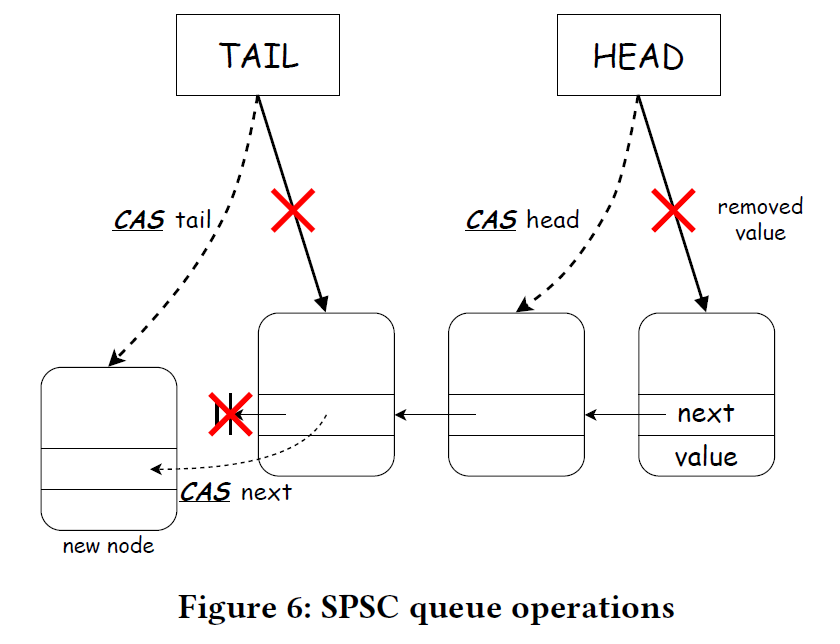 TAIL
HEAD
CAS tail
CAS head
removed
value
next
value
CAS next
new node
Figure 6: SPSC queue operations